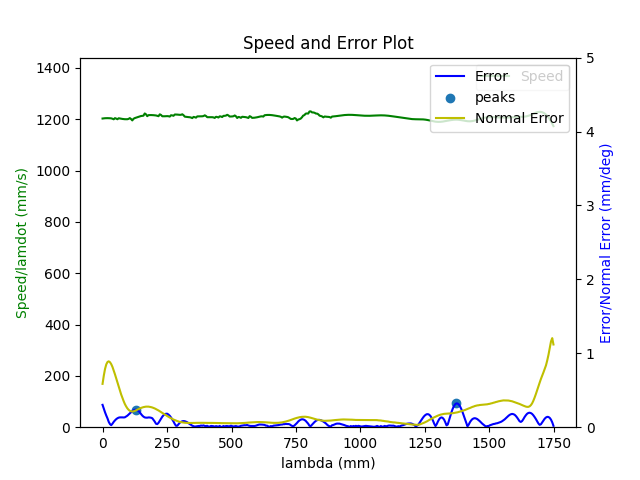 Speed and Error Plot
Speed/lamdot (mm/s)
1400
1200
1000
800
600
400
200
0
0 250 500 750 1000 1250 1500 1750
lambda (mm)
5
4
3
2
1
0
Error/Normal Error (mm/deg)
Speed
Error
peaks
Normal Error